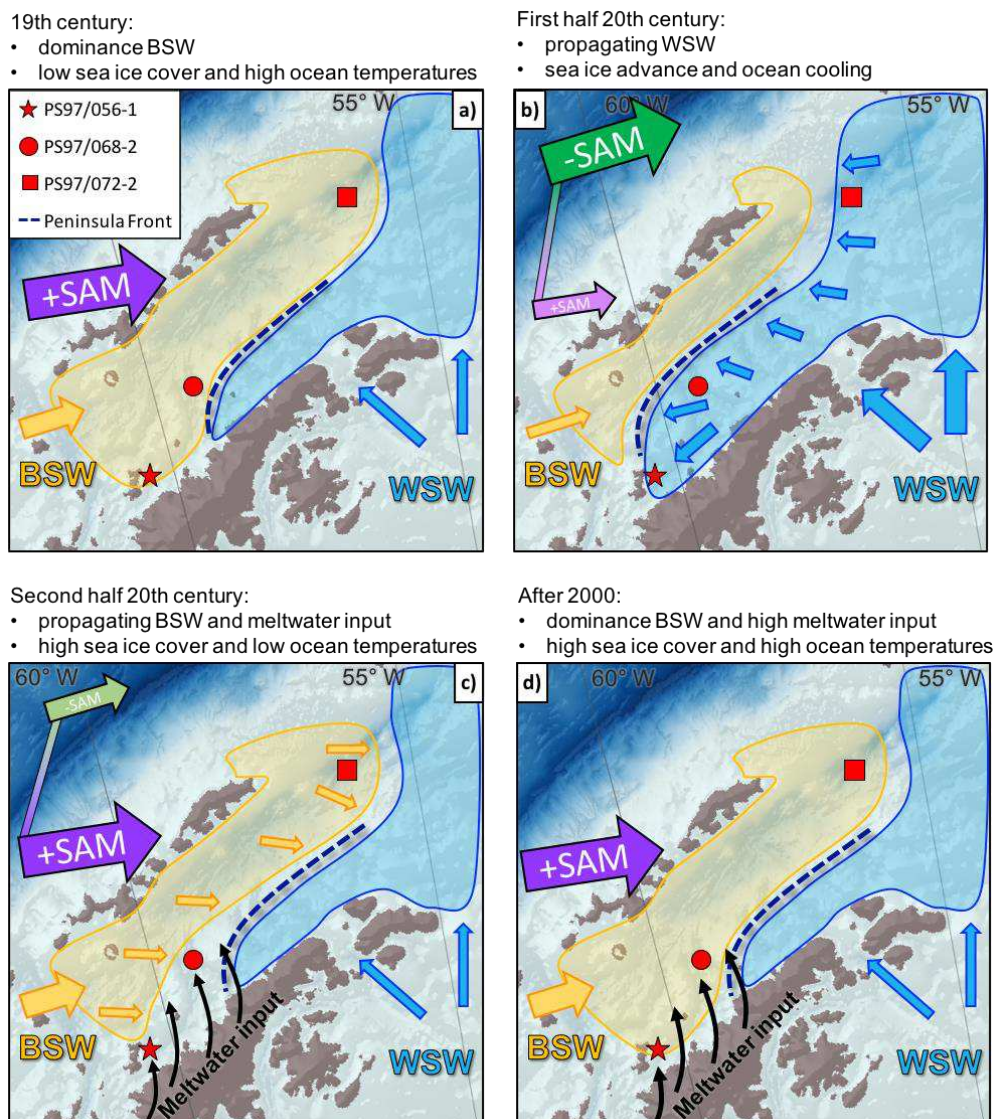 19th century:
• dominance BSW
• low sea ice cover and high ocean temperatures
55° W
a)
PS97/056-1
PS97/068-2
PS97/072-2
Peninsula Front
+SAM
BSW
WSW
First half 20th century:
• propagating WSW
• sea ice advance and ocean cooling
60° W
55° W
b)
-SAM
+SAM
BSW
WSW
Second half 20th century:
• propagating BSW and meltwater input
• high sea ice cover and low ocean temperatures
60° W
55° W
c)
-SAM
+SAM
BSW
WSW
Meltwater input
After 2000:
• dominance BSW and high meltwater input
• high sea ice cover and high ocean temperatures
60° W
55° W
d)
+SAM
BSW
WSW
Meltwater input